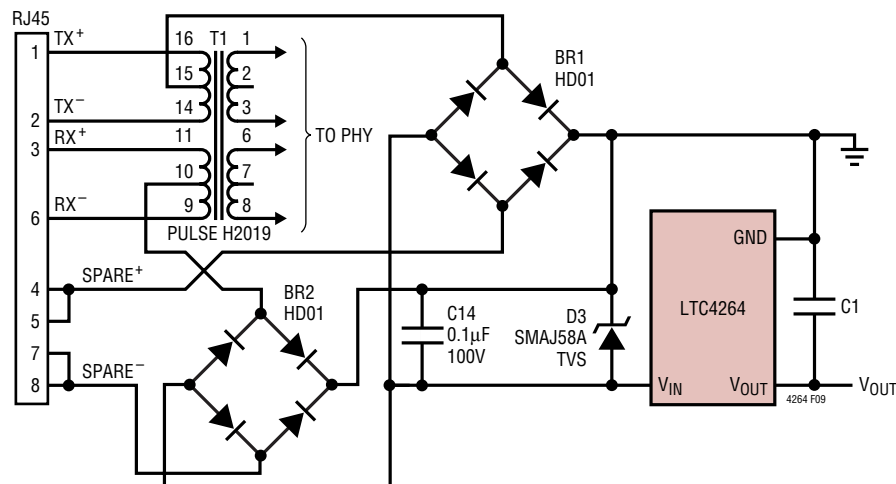 RJ45
1
TX+
2
TX−
3
RX+
6
RX−
4
SPARE+
5
7
8
SPARE−
16
T1
1
15
2
14
3
11
6
10
7
9
8
PULSE H2019
TO PHY
BR1
HD01
BR2
HD01
C14
0.1µF
100V
D3
SMAJ58A
TVS
GND
LTC4264
VIN
VOUT
C1
4264 F09
VOUT